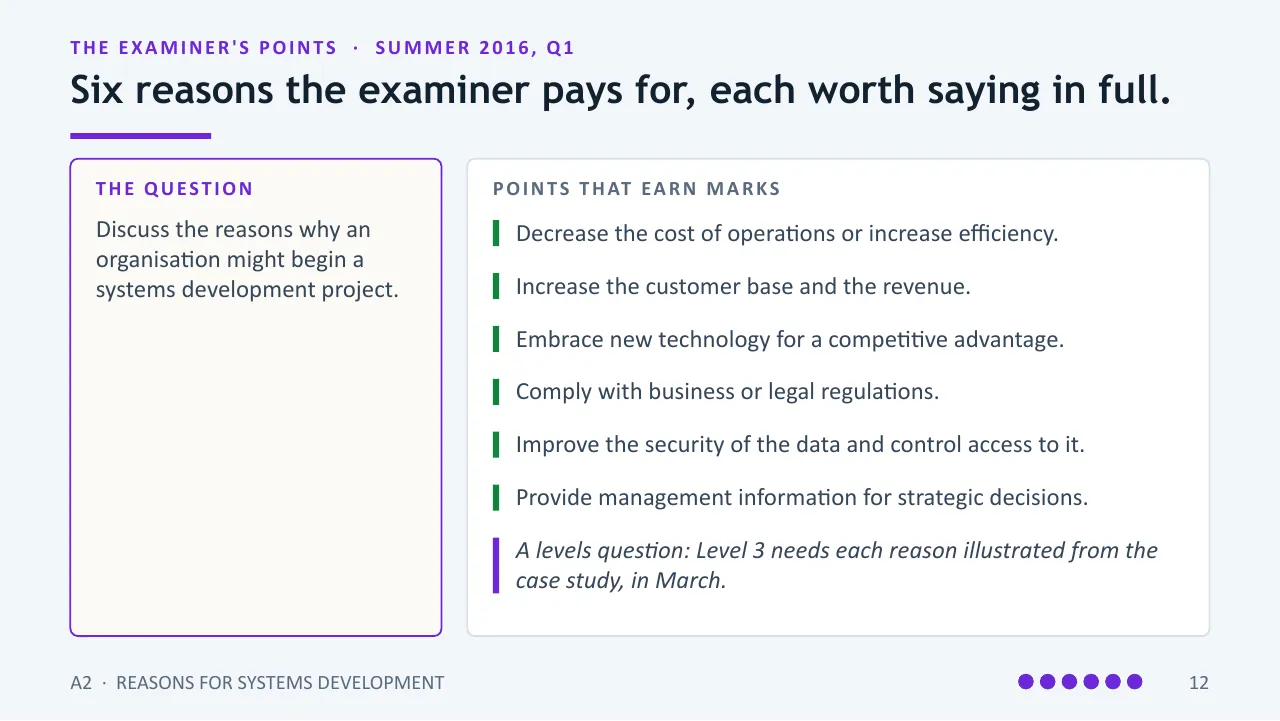 THE EXAMINER'S POINTS · SUMMER 2016, Q1
Six reasons the examiner pays for, each worth saying in full.
THE QUESTION
Discuss the reasons why an
organisation might begin a
systems development project.
POINTS THAT EARN MARKS
Decrease the cost of operations or increase efficiency.
Increase the customer base and the revenue.
Embrace new technology for a competitive advantage.
Comply with business or legal regulations.
Improve the security of the data and control access to it.
Provide management information for strategic decisions.
A levels question: Level 3 needs each reason illustrated from the
case study, in March.
A2 · REASONS FOR SYSTEMS DEVELOPMENT
12